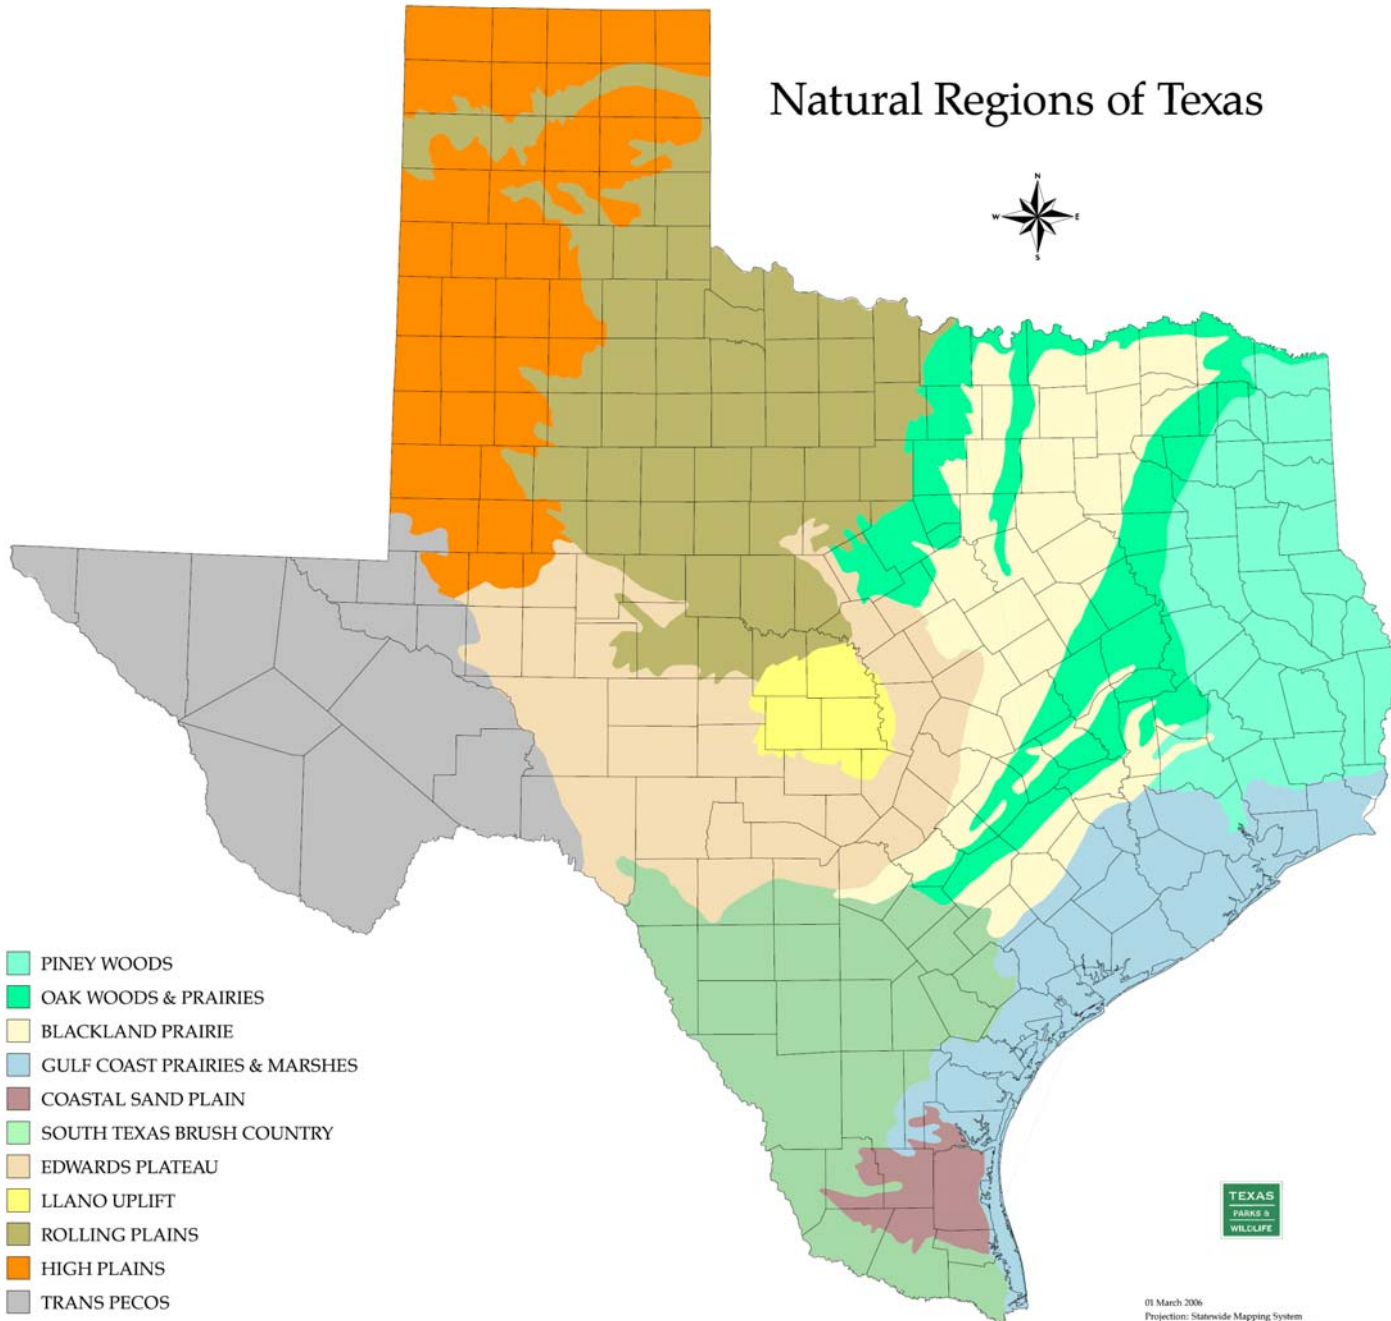 Natural Regions of Texas
N
W E
S
PINEY WOODS
OAK WOODS & PRAIRIES
BLACKLAND PRAIRIE
GULF COAST PRAIRIES & MARSHES
COASTAL SAND PLAIN
SOUTH TEXAS BRUSH COUNTRY
EDWARDS PLATEAU
LLANO UPLIFT
ROLLING PLAINS
HIGH PLAINS
TRANS PECOS
TEXAS
PARKS &
WILDLIFE
01 March 2006
Projection: Statewide Mapping System